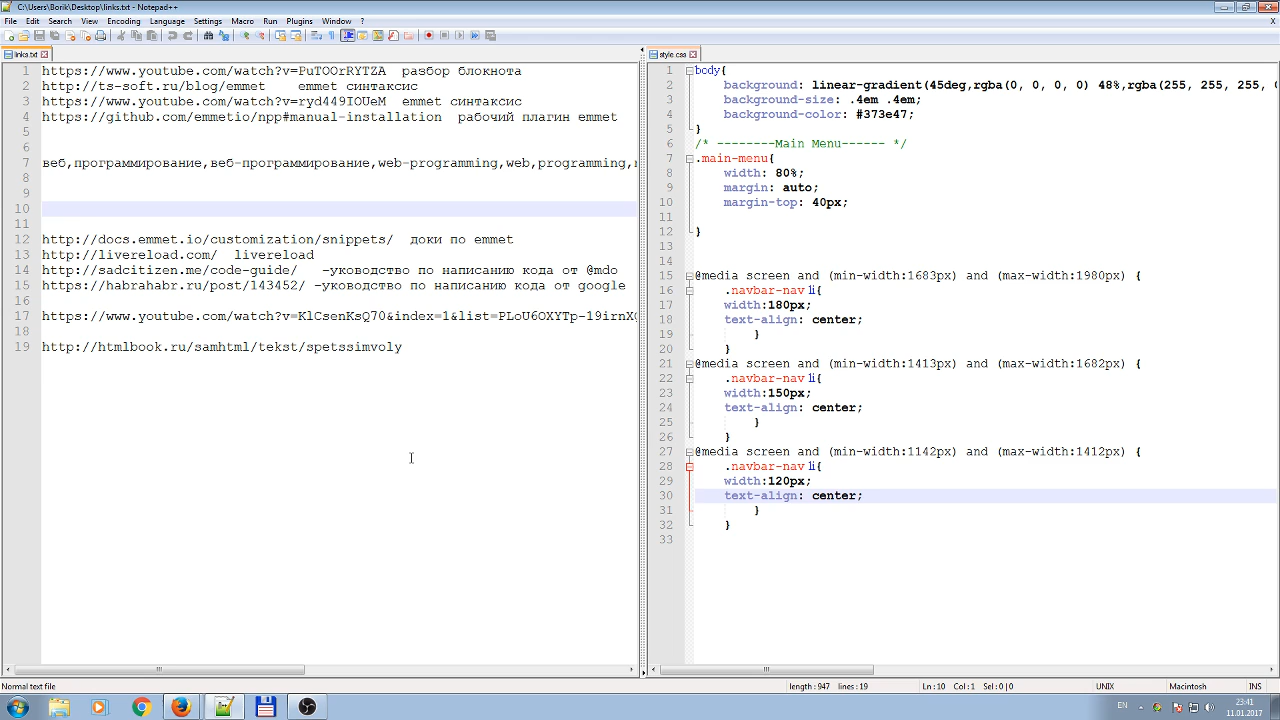 C:\Users\Borik\Desktop\links.txt - Notepad++
File Edit Search View Encoding Language Settings Macro Run Plugins Window ? X
links.txt
1 https://www.youtube.com/watch?v=PuTOOrRYTZA разбор блокнота
2 http://ts-soft.ru/blog/emmet emmet синтаксис
3 https://www.youtube.com/watch?v=ryd449IOUeM emmet синтаксис
4 https://github.com/emmetio/npp#manual-installation рабочий плагин emmet
5
6
7 веб,программирование,веб-программирование,web-programming,web,programming,
8
9
10
11
12 http://docs.emmet.io/customization/snippets/ доки по emmet
13 http://livereload.com/ livereload
14 http://sadcitizen.me/code-guide/ -уководство по написанию кода от @mdo
15 https://habrahabr.ru/post/143452/ -уководство по написанию кода от google
16
17 https://www.youtube.com/watch?v=KlCsenKsQ70&index=1&list=PLoU6OXYTp-19irnX
18
19 http://htmlbook.ru/samhtml/tekst/spetssimvoly
style.css
1 body{
2 background: linear-gradient(45deg,rgba(0, 0, 0, 0) 48%,rgba(255, 255, 255, 
3 background-size: .4em .4em;
4 background-color: #373e47;
5 }
6 /* --------Main Menu------ */
7 .main-menu{
8 width: 80%;
9 margin: auto;
10 margin-top: 40px;
11
12 }
13
14
15 @media screen and (min-width:1683px) and (max-width:1980px) {
16 .navbar-nav li{
17 width:180px;
18 text-align: center;
19 }
20 }
21 @media screen and (min-width:1413px) and (max-width:1682px) {
22 .navbar-nav li{
23 width:150px;
24 text-align: center;
25 }
26 }
27 @media screen and (min-width:1142px) and (max-width:1412px) {
28 .navbar-nav li{
29 width:120px;
30 text-align: center;
31 }
32 }
33
Normal text file length : 947 lines : 19 Ln : 10 Col : 1 Sel : 0 | 0 UNIX Macintosh INS
EN 23:41
11.01.2017